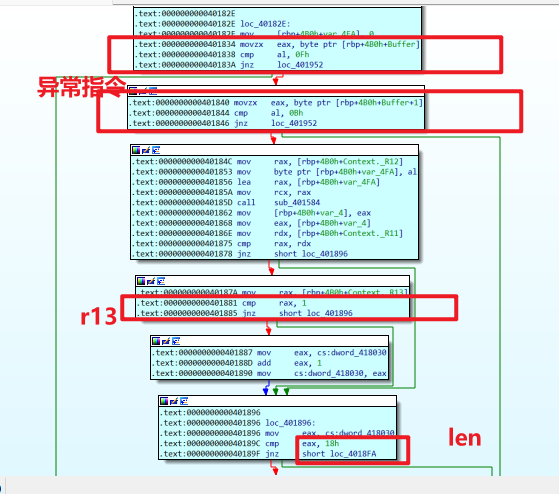 .text:000000000040182E
.text:000000000040182E loc_40182E:
.text:000000000040182E mov     [rbp+4B0h+var_4FA], 0
.text:0000000000401834 movzx   eax, byte ptr [rbp+4B0h+Buffer]
.text:0000000000401838 cmp     al, 0Fh
.text:000000000040183A jnz     loc_401952
异常指令
.text:0000000000401840 movzx   eax, byte ptr [rbp+4B0h+Buffer+1]
.text:0000000000401844 cmp     al, 0Bh
.text:0000000000401846 jnz     loc_401952
.text:000000000040184C mov     rax, [rbp+4B0h+Context._R12]
.text:0000000000401853 mov     byte ptr [rbp+4B0h+var_4FA], al
.text:0000000000401856 lea     rax, [rbp+4B0h+var_4FA]
.text:000000000040185A mov     rcx, rax
.text:000000000040185D call    sub_401584
.text:0000000000401862 mov     [rbp+4B0h+var_4], eax
.text:0000000000401868 mov     eax, [rbp+4B0h+var_4]
.text:000000000040186E mov     rdx, [rbp+4B0h+Context._R11]
.text:0000000000401875 cmp     rax, rdx
.text:0000000000401878 jnz     short loc_401896
.text:000000000040187A mov     rax, [rbp+4B0h+Context._R13]
.text:0000000000401881 cmp     rax, 1
.text:0000000000401885 jnz     short loc_401896
r13
.text:0000000000401887 mov     eax, cs:dword_418030
.text:000000000040188D add     eax, 1
.text:0000000000401890 mov     cs:dword_418030, eax
.text:0000000000401896
.text:0000000000401896 loc_401896:
.text:0000000000401896 mov     eax, cs:dword_418030
.text:000000000040189C cmp     eax, 18h
.text:000000000040189F jnz     short loc_4018FA
len